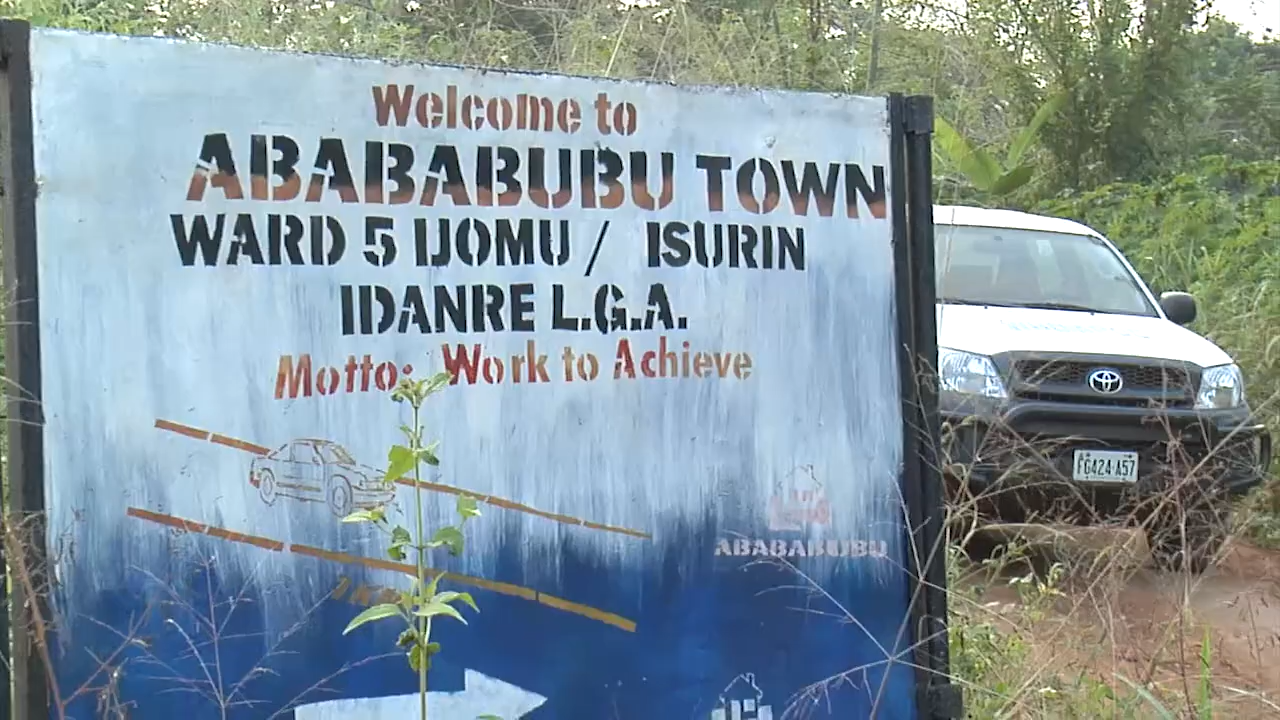 Welcome to
ABABABUBU TOWN
WARD 5 IJOMU / ISURIN
IDANRE L.G.A.
Motto: Work to Achieve
ABABABUBU
FG424-A57